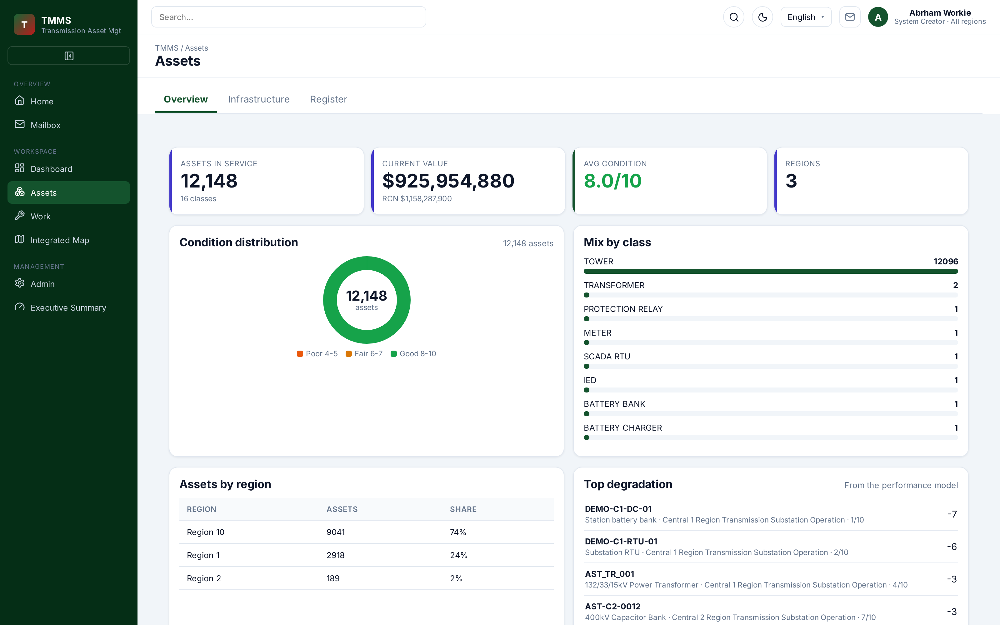 T
TMMS
Transmission Asset Mgt
OVERVIEW
Home
Mailbox
WORKSPACE
Dashboard
Assets
Work
Integrated Map
MANAGEMENT
Admin
Executive Summary
Search...
English
A
Abrham Workie
System Creator · All regions
TMMS / Assets
Assets
Overview
Infrastructure
Register
ASSETS IN SERVICE
12,148
16 classes
CURRENT VALUE
$925,954,880
RCN $1,158,287,900
AVG CONDITION
8.0/10
REGIONS
3
Condition distribution
12,148 assets
12,148
assets
Poor 4-5
Fair 6-7
Good 8-10
Mix by class
TOWER 12096
TRANSFORMER 2
PROTECTION RELAY 1
METER 1
SCADA RTU 1
IED 1
BATTERY BANK 1
BATTERY CHARGER 1
Assets by region
REGION ASSETS SHARE
Region 10 9041 74%
Region 1 2918 24%
Region 2 189 2%
Top degradation
From the performance model
DEMO-C1-DC-01
Station battery bank · Central 1 Region Transmission Substation Operation · 1/10
-7
DEMO-C1-RTU-01
Substation RTU · Central 1 Region Transmission Substation Operation · 2/10
-6
AST_TR_001
132/33/15kV Power Transformer · Central 1 Region Transmission Substation Operation · 4/10
-3
AST-C2-0012
400kV Capacitor Bank · Central 2 Region Transmission Substation Operation · 7/10
-3